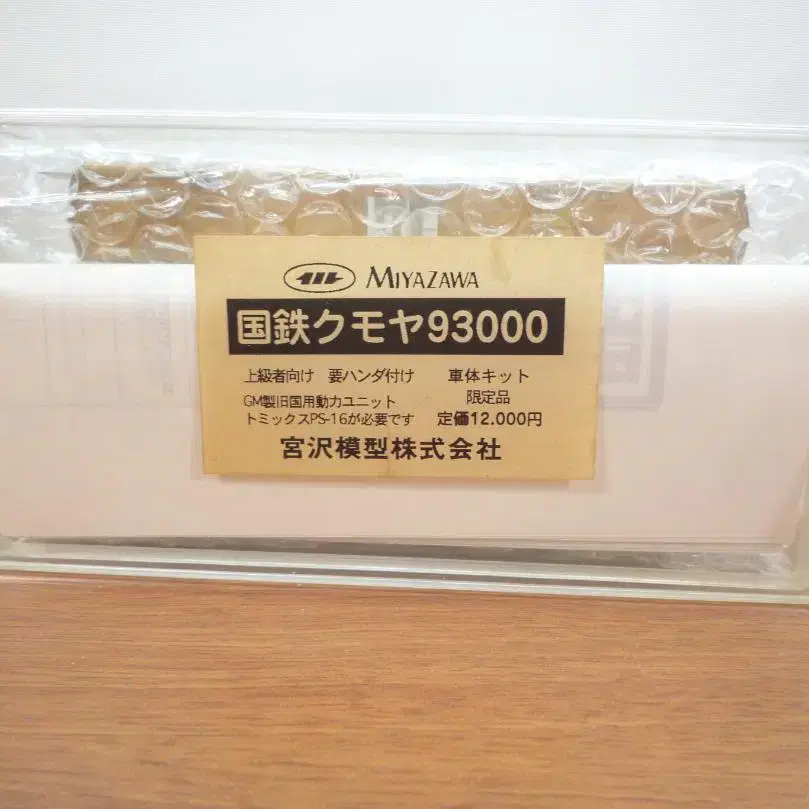 MIYAZAWA
国鉄クモヤ93000
上級者向け 要ハンダ付け 車体キット
限定品
GM製旧国用動力ユニット
トミックスPS-16が必要です 定価12.000円
宮沢模型株式会社